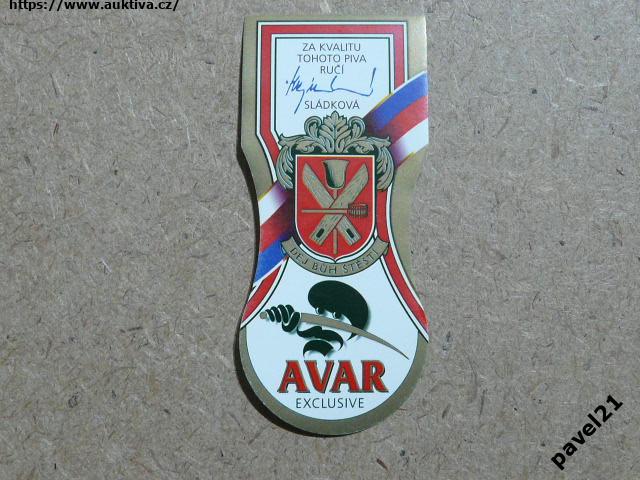 https://www.auktiva.cz/
ZA KVALITU
TOHOTO PIVA
RUČÍ
SLÁDKOVÁ
DEJ BŮH ŠTĚSTÍ
AVAR
EXCLUSIVE
pavel21